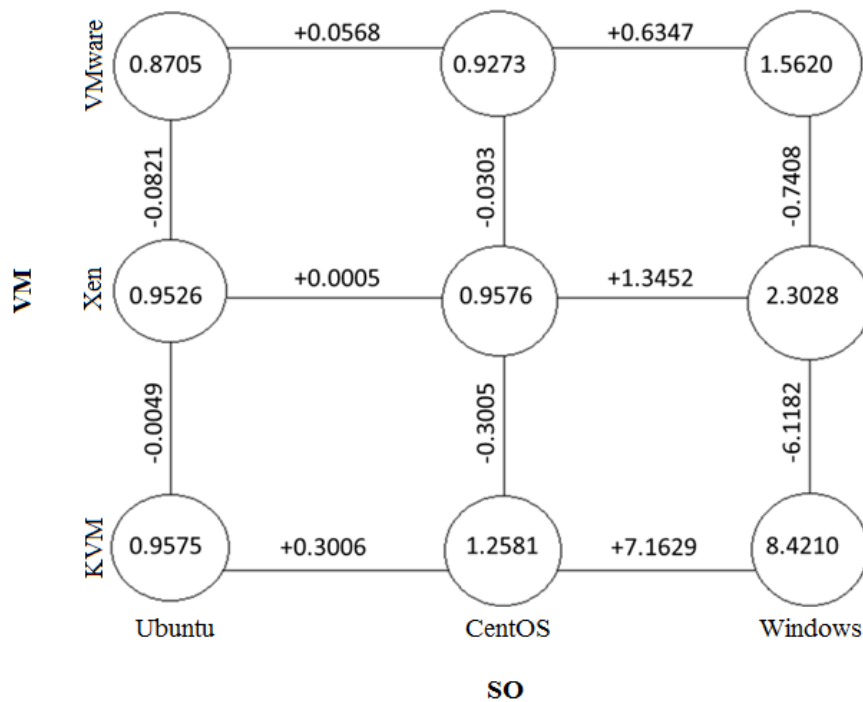 VMware
0.8705
+0.0568
0.9273
+0.6347
1.5620
-0.0821
-0.0303
-0.7408
VM
Xen
0.9526
+0.0005
0.9576
+1.3452
2.3028
-0.0049
-0.3005
-6.1182
KVM
0.9575
+0.3006
1.2581
+7.1629
8.4210
Ubuntu
CentOS
Windows
SO